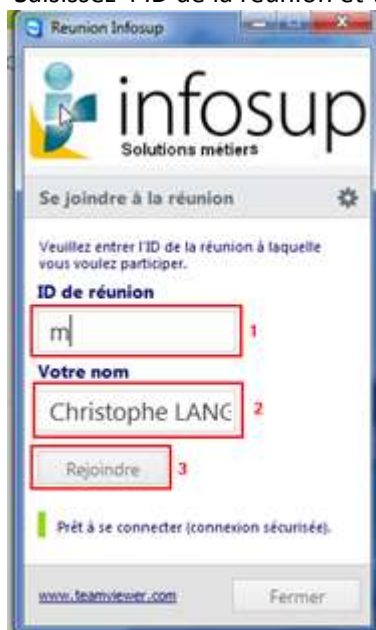 Reunion Infosup
infosup
Solutions métiers
Se joindre à la réunion
Veuillez entrer l'ID de la réunion à laquelle
vous voulez participer.
ID de réunion
m
1
Votre nom
Christophe LANG
2
Rejoindre
3
Prêt à se connecter (connexion sécurisée).
www.teamviewer.com
Fermer